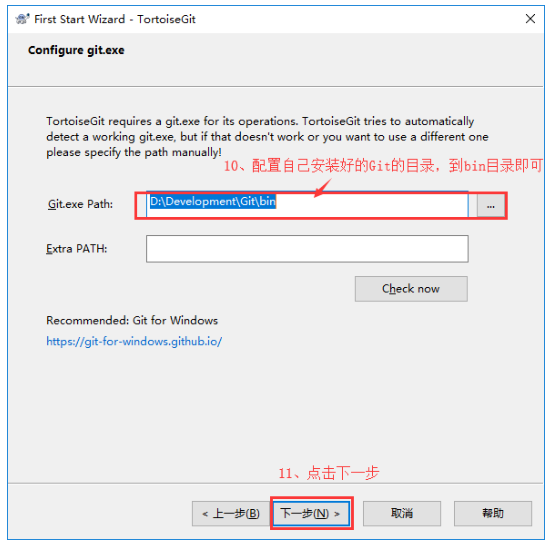 First Start Wizard - TortoiseGit
Configure git.exe
TortoiseGit requires a git.exe for its operations. TortoiseGit tries to automatically
detect a working git.exe, but if that doesn't work or you want to use a different one
please specify the path manually!
10、配置自己安装好的Git的目录，到bin目录即可
Git.exe Path:
D:\Development\Git\bin
...
Extra PATH:
Check now
Recommended: Git for Windows
https://git-for-windows.github.io/
11、点击下一步
< 上一步(B)
下一步(N) >
取消
帮助